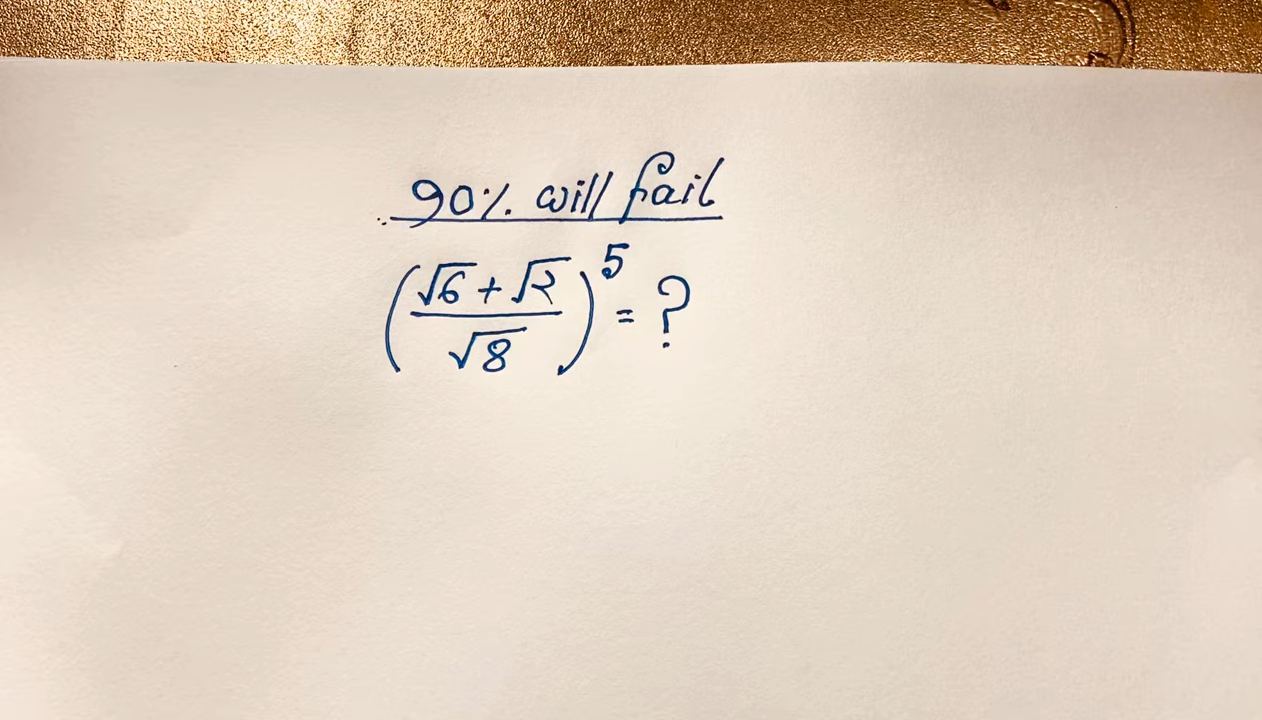 90% will fail
((√6 + √2)/√8)^5 = ?